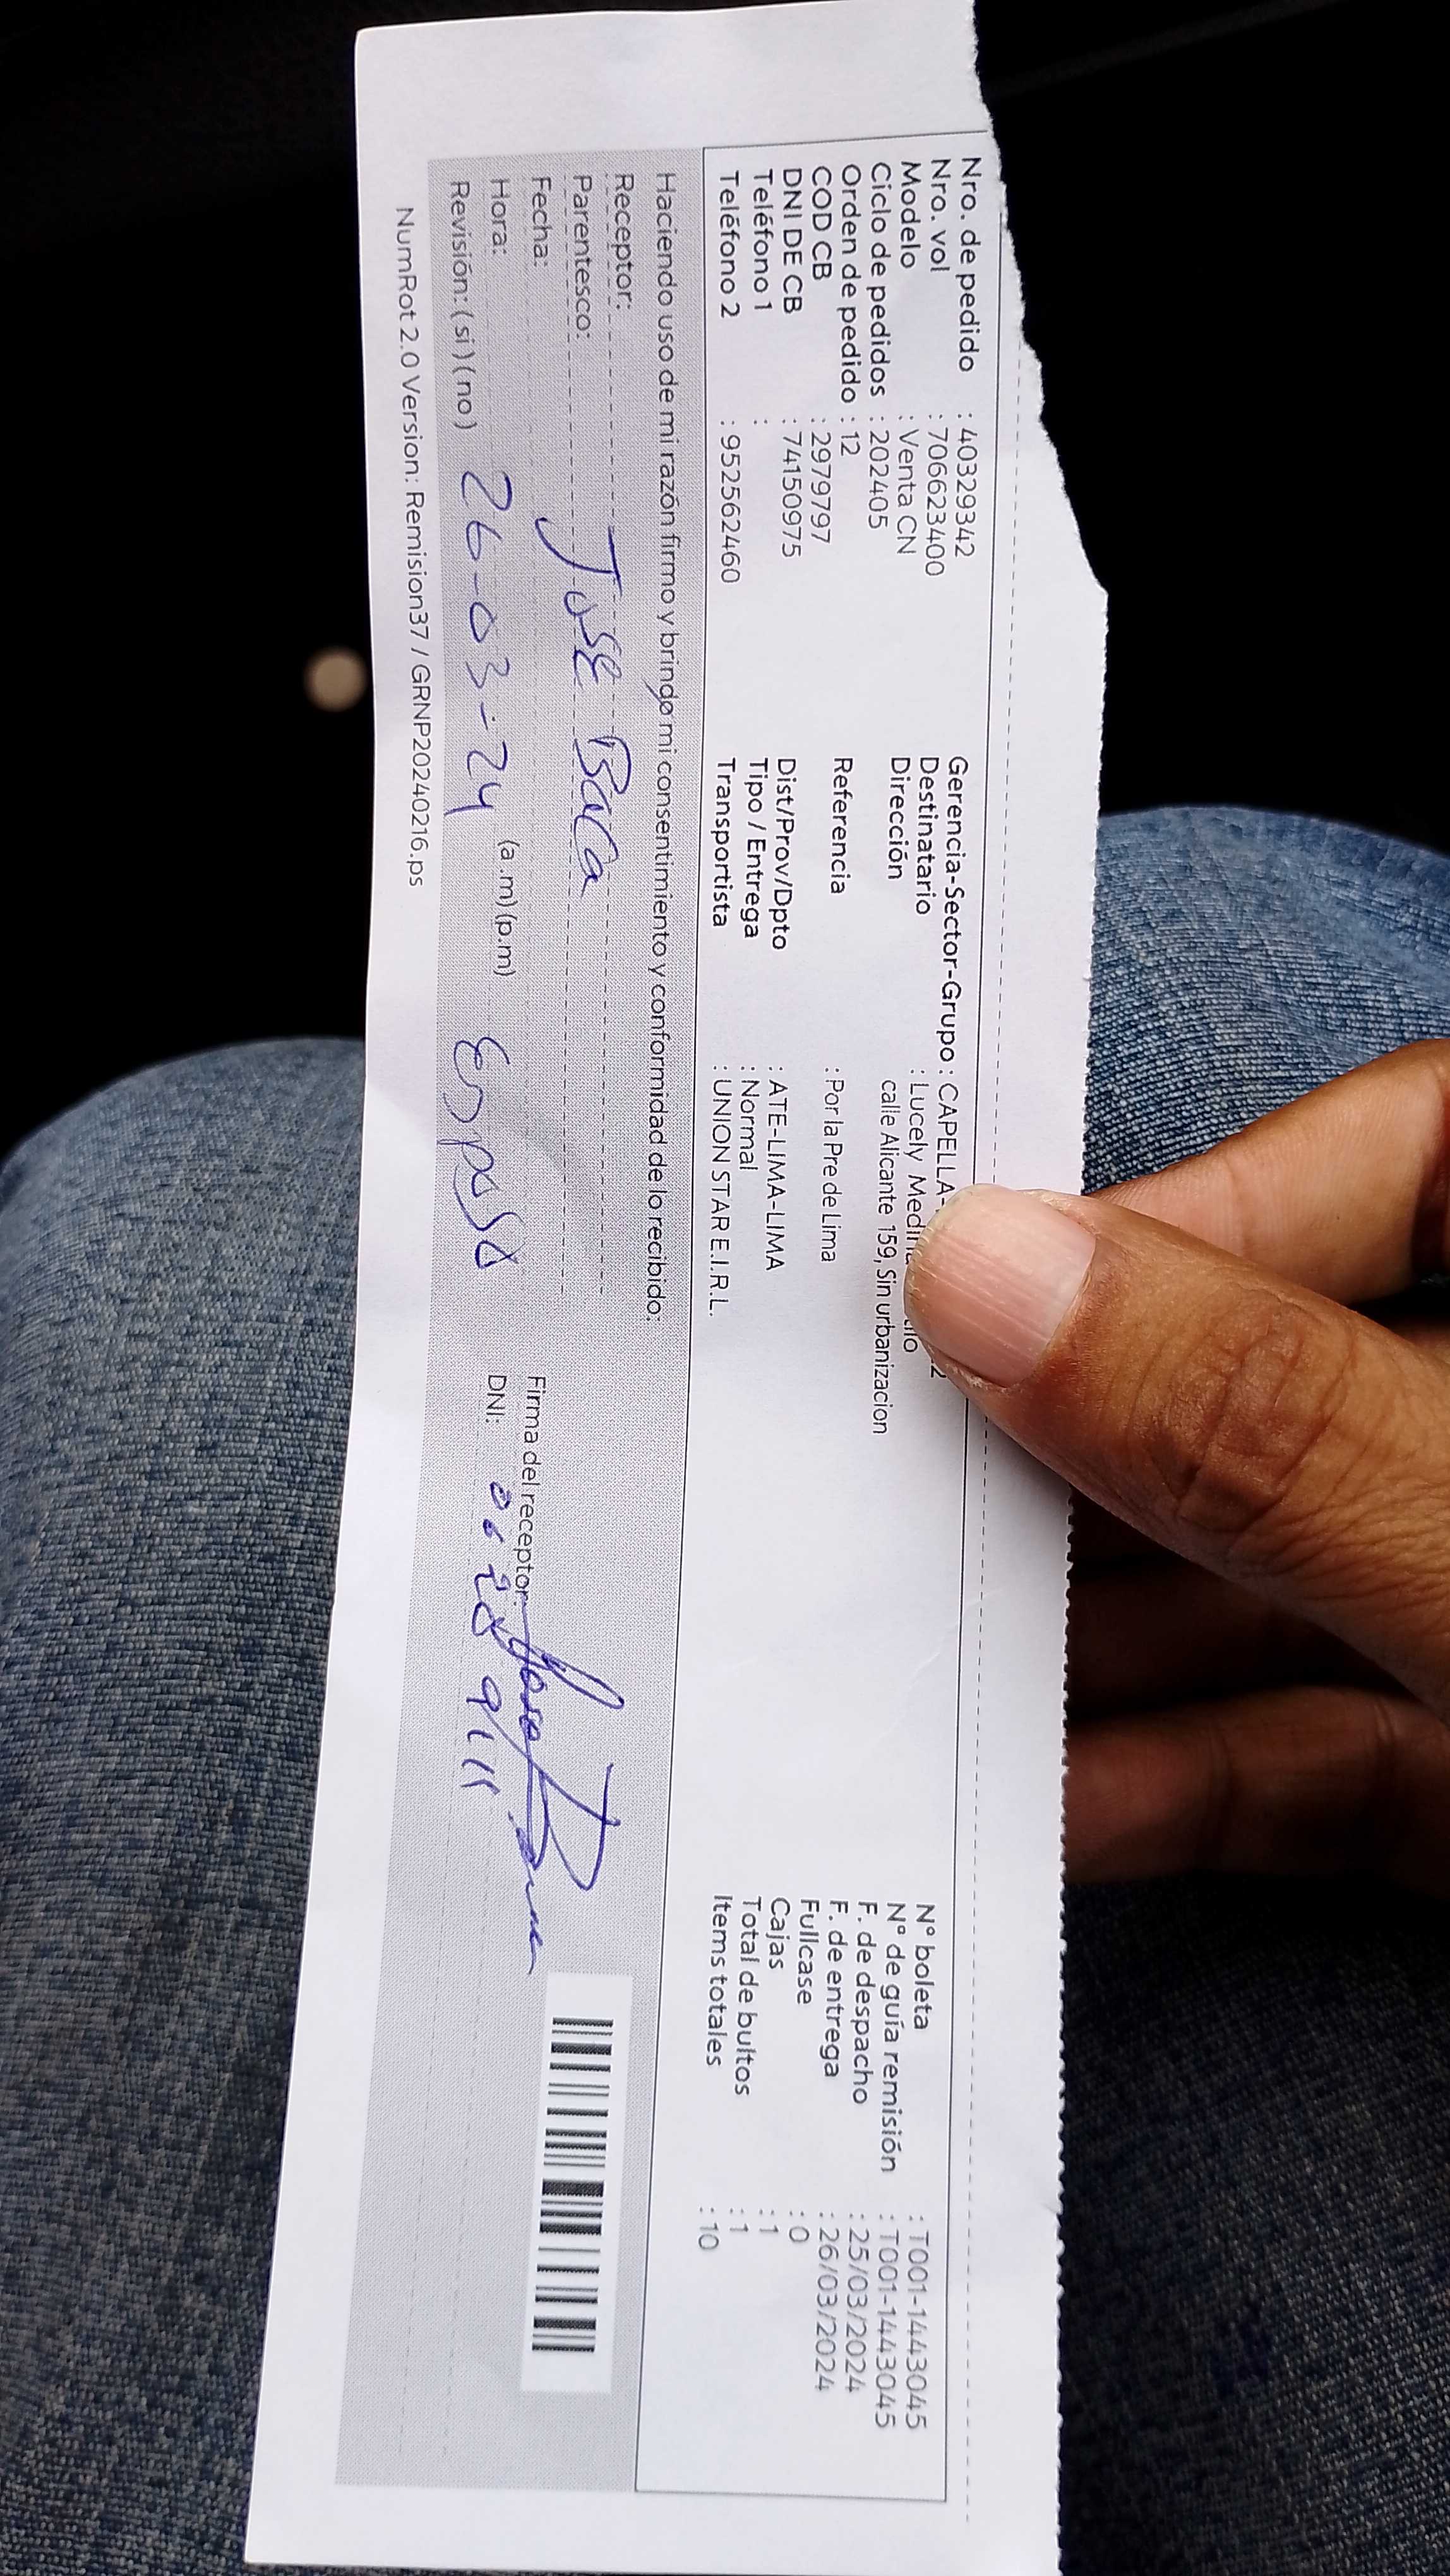 Nro. de pedido : 40329342
Nro. vol : 706623400
Modelo : Venta CN
Ciclo de pedidos : 202405
Orden de pedido : 12
COD CB : 2979797
DNI DE CB : 74150975
Teléfono 1 :
Teléfono 2 : 952562460
Gerencia-Sector-Grupo : CAPELLA-
Destinatario : Lucely
Dirección calle Alicante 159, Sin urbanizacion
Referencia : Por la Pre de Lima
Dist/Prov/Dpto : ATE-LIMA-LIMA
Tipo / Entrega : Normal
Transportista : UNION STAR E.I.R.L.
N° boleta : T001-1443045
N° de guía remisión : T001-1443045
F. de despacho : 25/03/2024
F. de entrega : 26/03/2024
Fullcase : 0
Cajas : 1
Total de bultos : 1
Items totales : 10
Haciendo uso de mi razón firmo y brindo mi consentimiento y conformidad de lo recibido:
Receptor: Jose Baca
Parentesco:
Fecha:
Hora: (a.m) (p.m)
Revisión: (si) (no) 26-03-24
Firma del receptor:
DNI:
NumRot 2.0 Version: Remision37 / GRNP20240216.ps